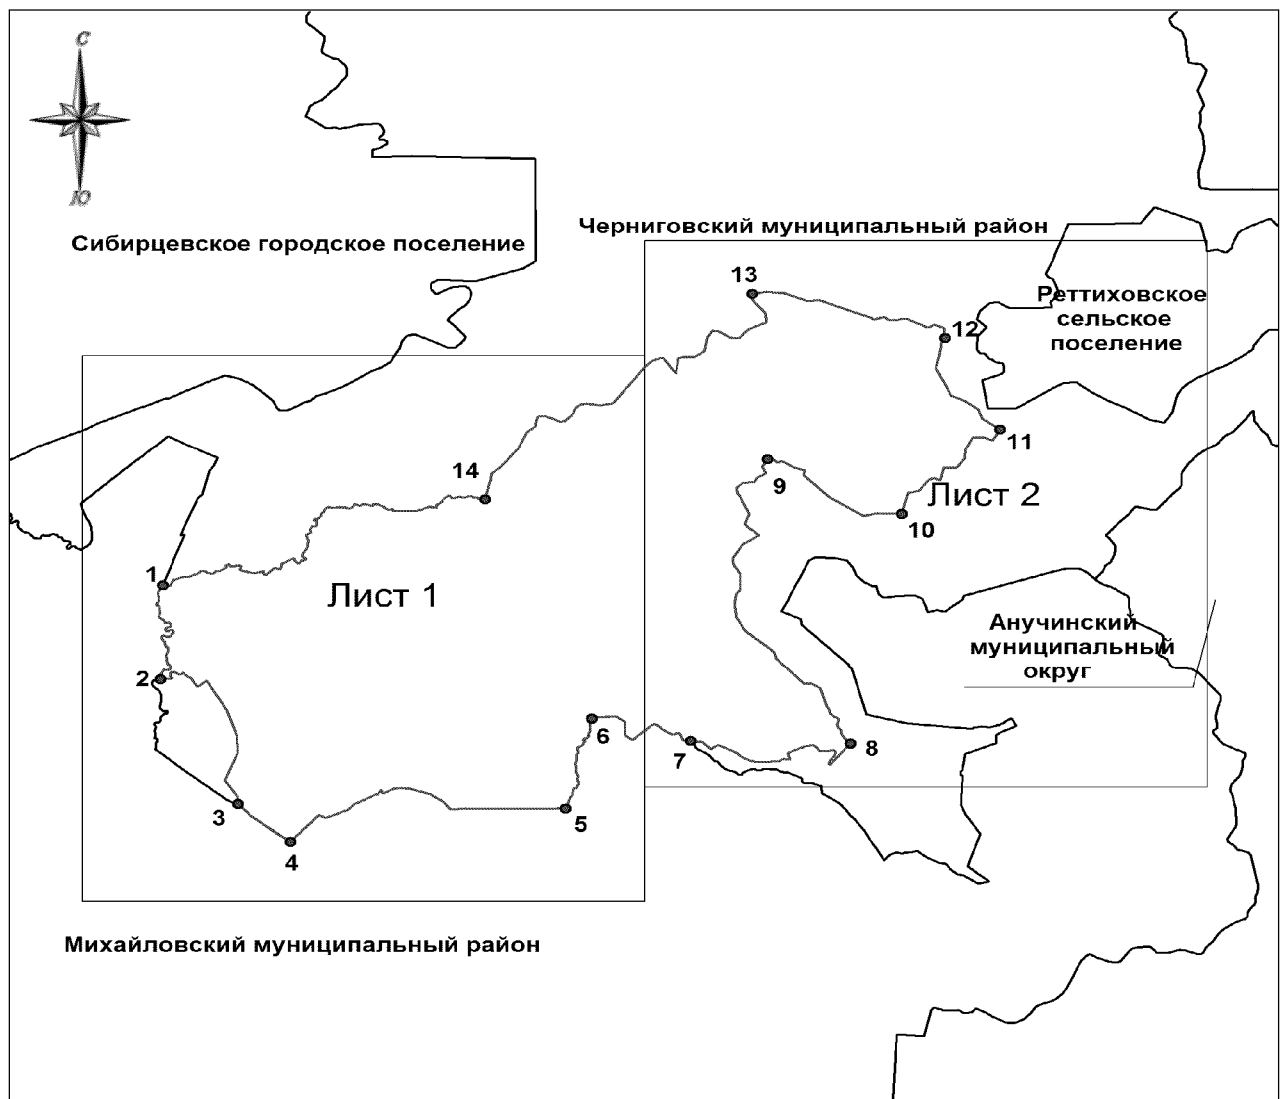 С
Ю
Сибирцевское городское поселение
Черниговский муниципальный район
13
12
Реттиховское
сельское
поселение
11
14
9
Лист 2
10
1
Лист 1
Анучинский
муниципальный
округ
2
6
7
8
3
5
4
Михайловский муниципальный район